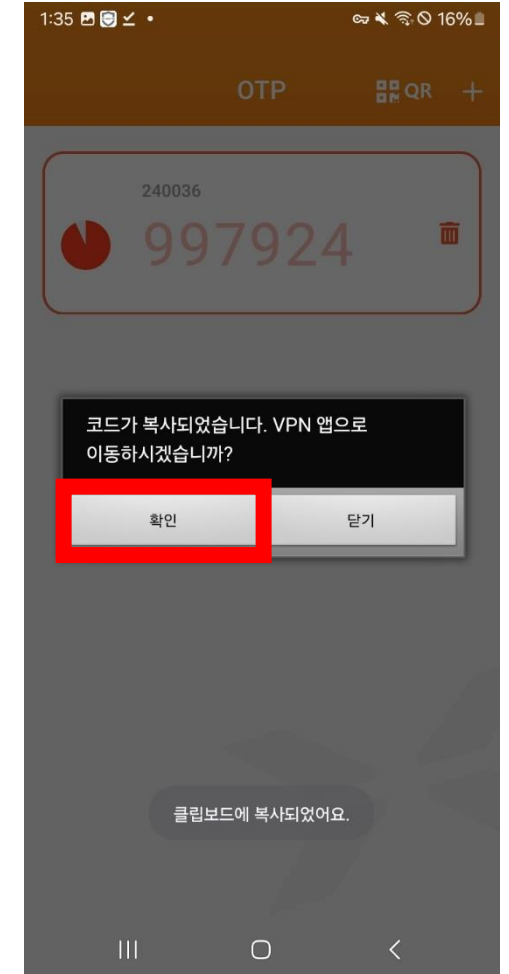 1:35 16%
OTP QR
240036
997924
코드가 복사되었습니다. VPN 앱으로
이동하시겠습니까?
확인 닫기
클립보드에 복사되었어요.